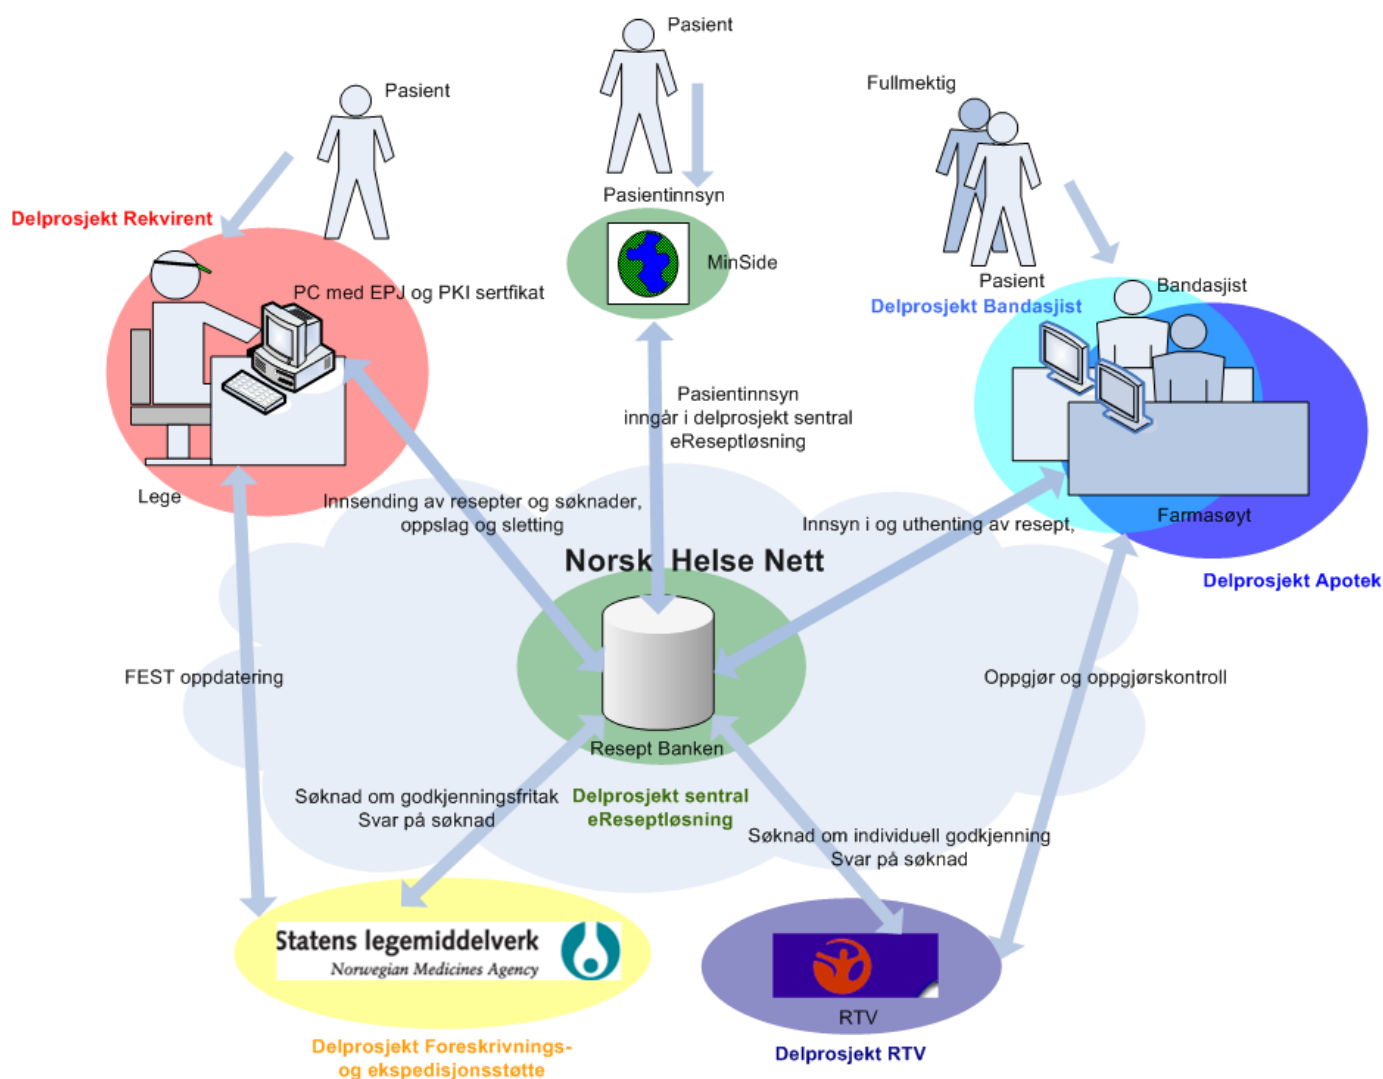 Pasient
Pasient
Fullmektig
Pasientinnsyn
Delprosjekt Rekvirent
MinSide
Pasient
Bandasjist
PC med EPJ og PKI sertfikat
Delprosjekt Bandasjist
Pasientinnsyn
inngår i delprosjekt sentral
eReseptløsning
Lege
Innsending av resepter og søknader,
oppslag og sletting
Innsyn i og uthenting av resept,
Farmasøyt
Norsk Helse Nett
Delprosjekt Apotek
FEST oppdatering
Oppgjør og oppgjørskontroll
Resept Banken
Søknad om godkjenningsfritak
Svar på søknad
Delprosjekt sentral
eReseptløsning
Søknad om individuell godkjenning
Svar på søknad
Statens legemiddelverk
Norwegian Medicines Agency
RTV
Delprosjekt Foreskrivnings-
og ekspedisjonsstøtte
Delprosjekt RTV